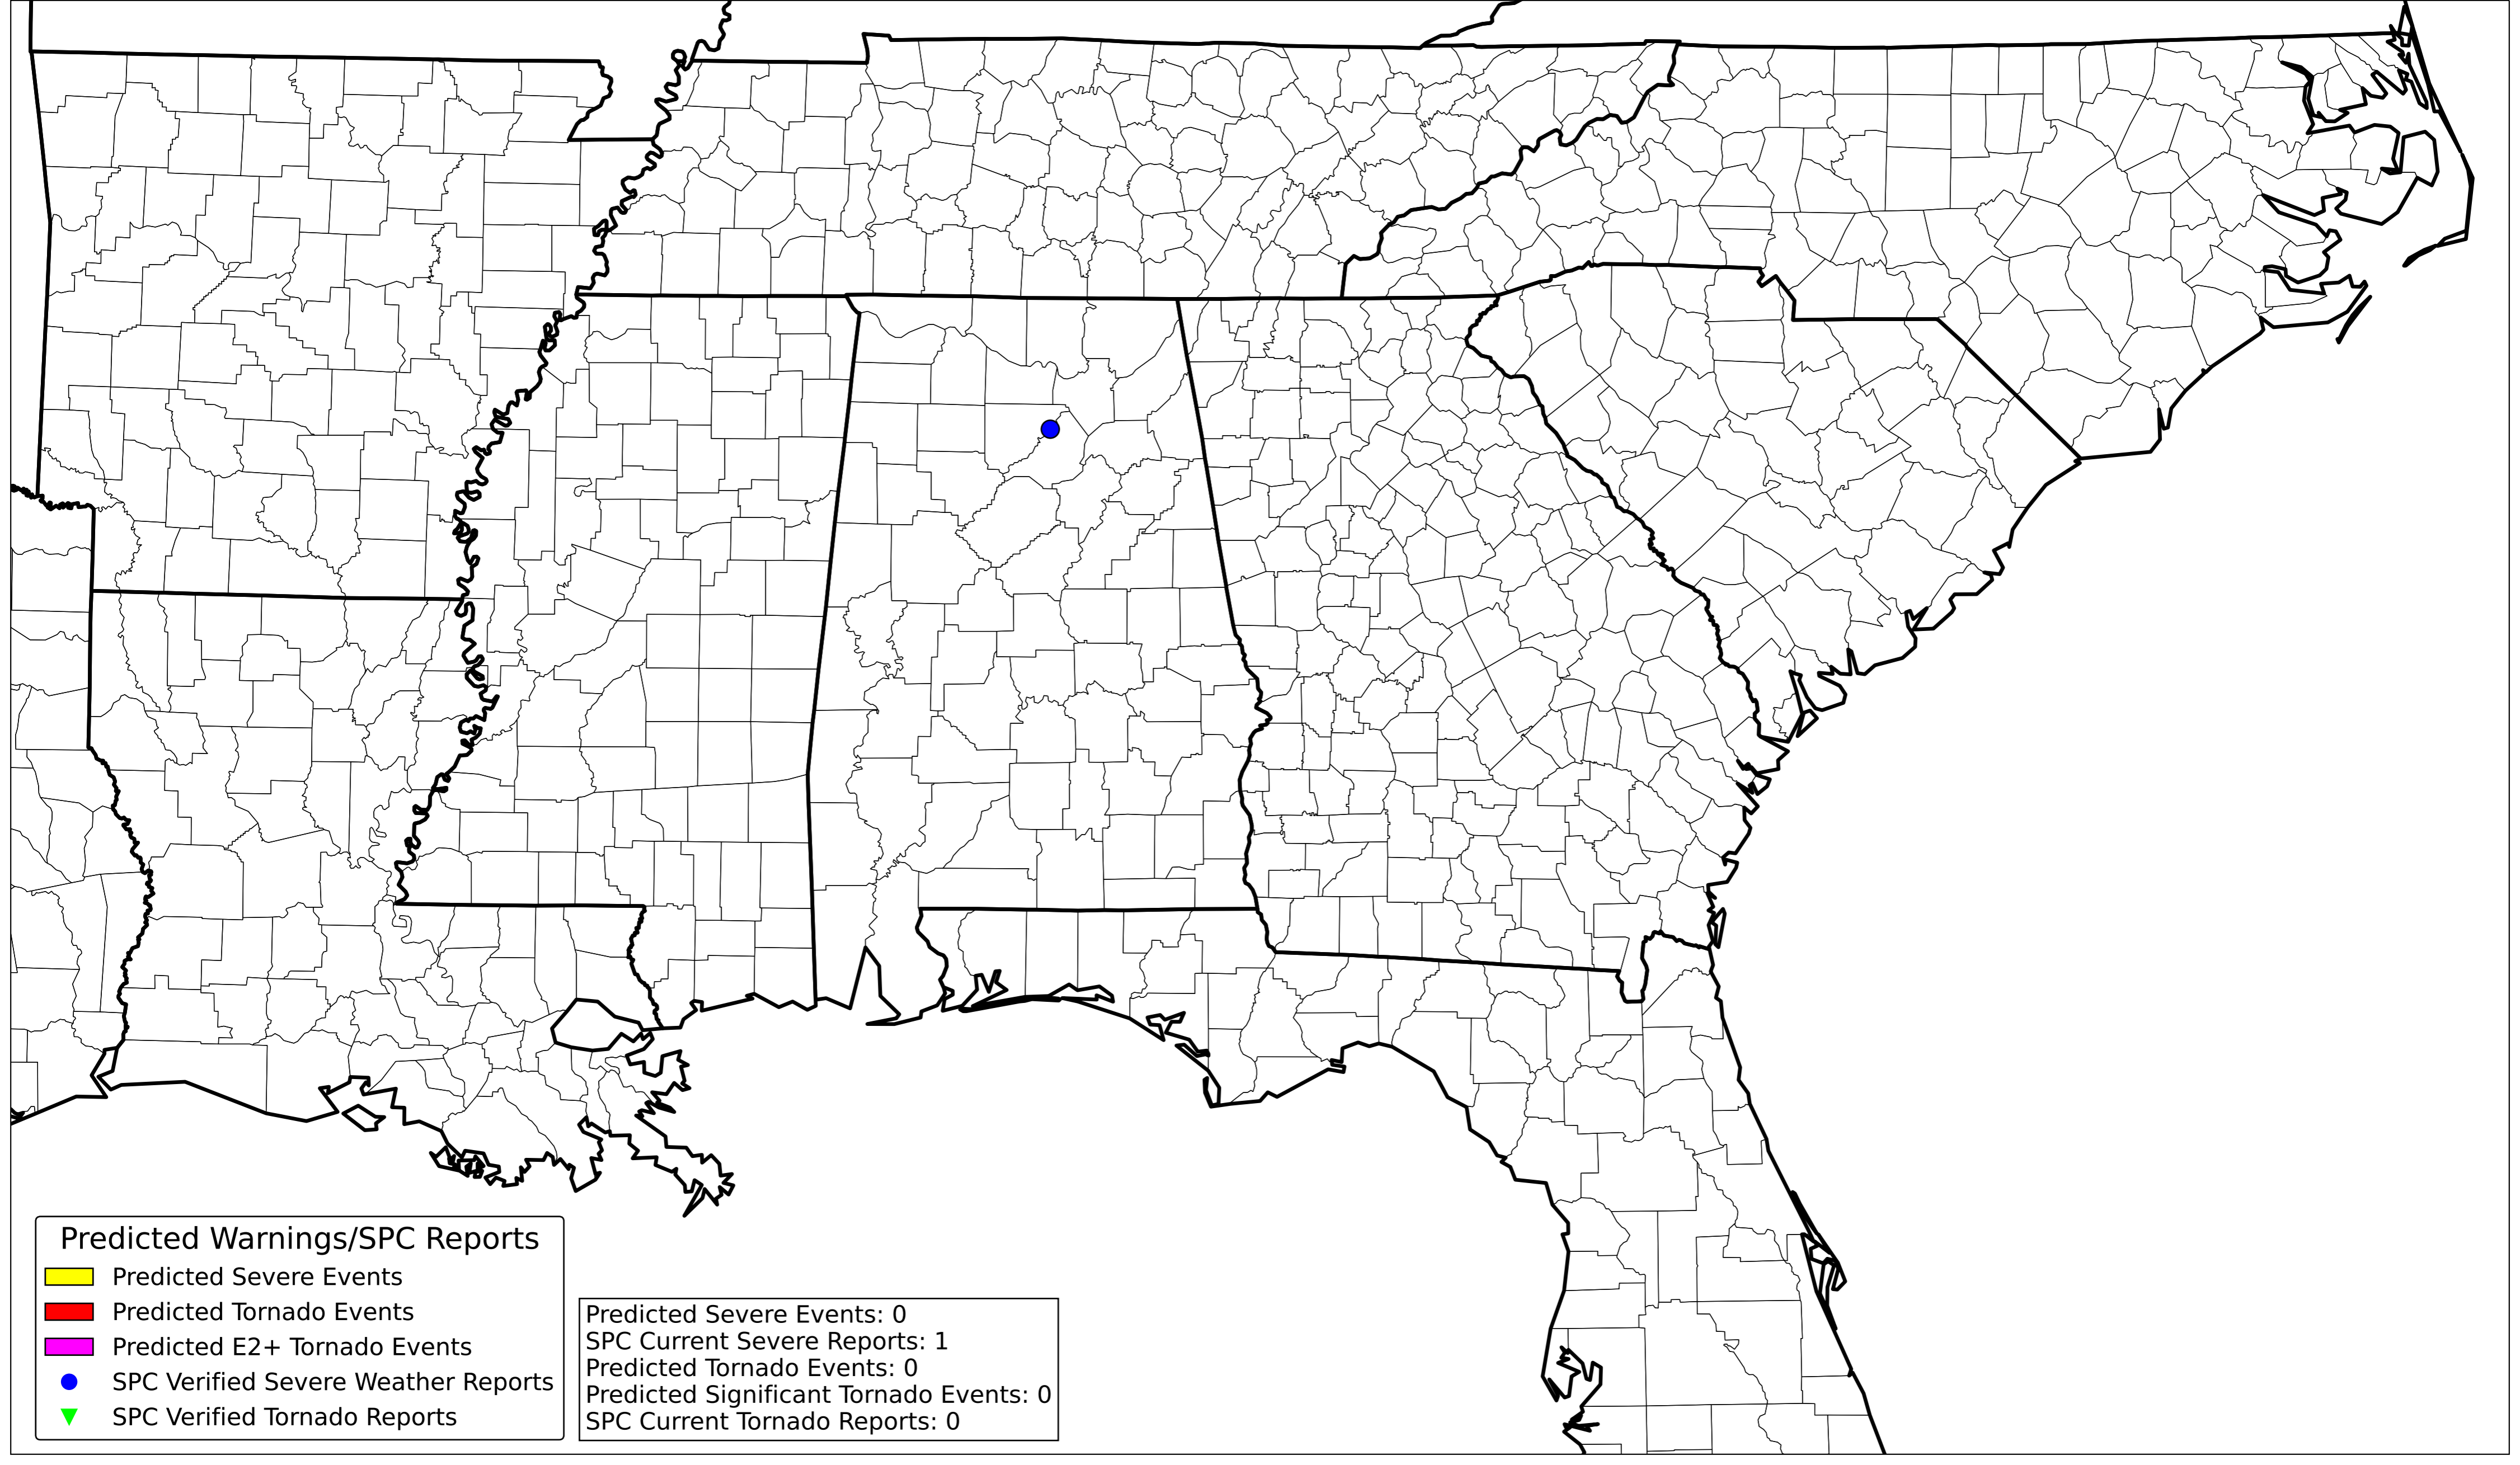 Predicted Warnings/SPC Reports
Predicted Severe Events
Predicted Tornado Events
Predicted E2+ Tornado Events
SPC Verified Severe Weather Reports
SPC Verified Tornado Reports
Predicted Severe Events: 0
SPC Current Severe Reports: 1
Predicted Tornado Events: 0
Predicted Significant Tornado Events: 0
SPC Current Tornado Reports: 0